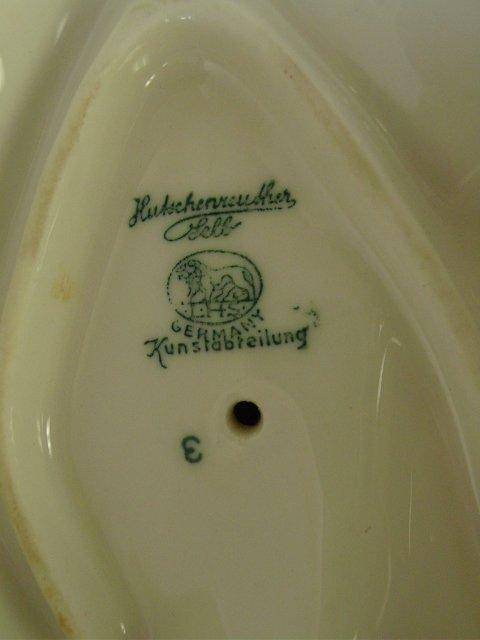 Hutschenreuther
Selb
L.H.S.
GERMANY
Kunstabteilung
3